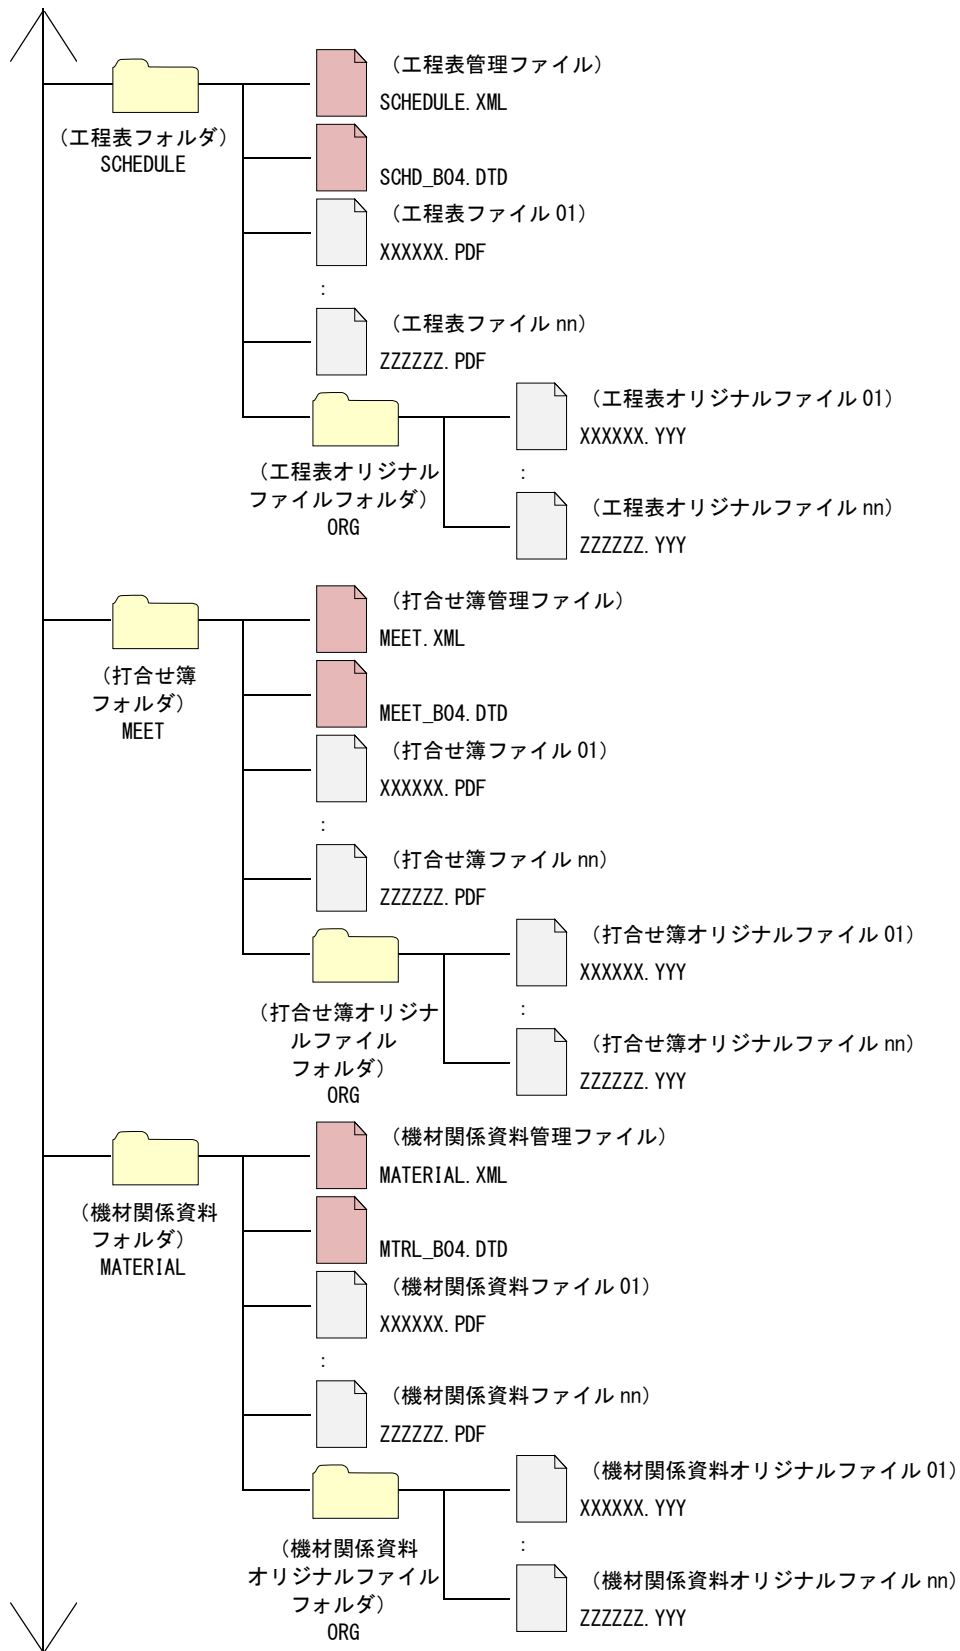 （工程表管理ファイル）
SCHEDULE.XML
（工程表フォルダ）
SCHEDULE
SCHD_B04.DTD
（工程表ファイル 01）
XXXXXX.PDF
：
（工程表ファイル nn）
ZZZZZZ.PDF
（工程表オリジナル
ファイルフォルダ）
ORG
（工程表オリジナルファイル 01）
XXXXXX.YYY
：
（工程表オリジナルファイル nn）
ZZZZZZ.YYY
（打合せ簿管理ファイル）
MEET.XML
（打合せ簿
フォルダ）
MEET
MEET_B04.DTD
（打合せ簿ファイル 01）
XXXXXX.PDF
：
（打合せ簿ファイル nn）
ZZZZZZ.PDF
（打合せ簿オリジナ
ルファイル
フォルダ）
ORG
（打合せ簿オリジナルファイル 01）
XXXXXX.YYY
：
（打合せ簿オリジナルファイル nn）
ZZZZZZ.YYY
（機材関係資料管理ファイル）
MATERIAL.XML
（機材関係資料
フォルダ）
MATERIAL
MTRL_B04.DTD
（機材関係資料ファイル 01）
XXXXXX.PDF
：
（機材関係資料ファイル nn）
ZZZZZZ.PDF
（機材関係資料
オリジナルファイル
フォルダ）
ORG
（機材関係資料オリジナルファイル 01）
XXXXXX.YYY
：
（機材関係資料オリジナルファイル nn）
ZZZZZZ.YYY